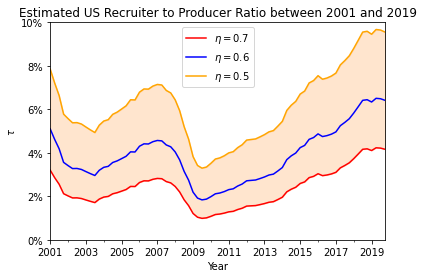 Estimated US Recruiter to Producer Ratio between 2001 and 2019
10%
8%
6%
4%
2%
0%
τ
η = 0.7
η = 0.6
η = 0.5
2001 2003 2005 2007 2009 2011 2013 2015 2017 2019
Year